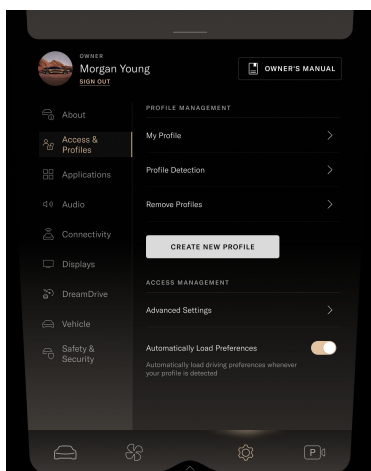 OWNER
Morgan Young
SIGN OUT
OWNER'S MANUAL
About
Access &
Profiles
Applications
Audio
Connectivity
Displays
DreamDrive
Vehicle
Safety &
Security
PROFILE MANAGEMENT
My Profile
Profile Detection
Remove Profiles
CREATE NEW PROFILE
ACCESS MANAGEMENT
Advanced Settings
Automatically Load Preferences
Automatically load driving preferences whenever
your profile is detected
P